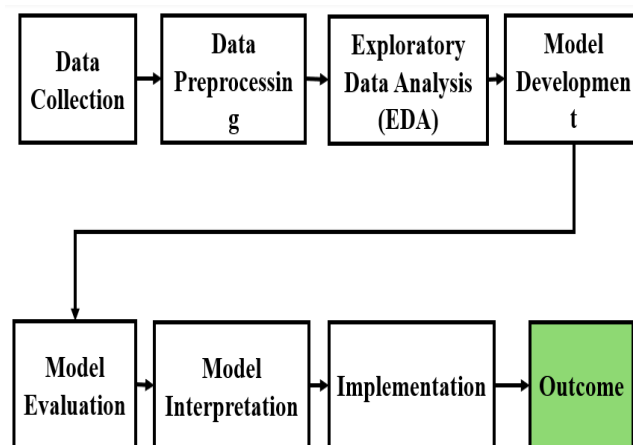 Data
Collection
Data
Preprocessin
g
Exploratory
Data Analysis
(EDA)
Model
Developmen
t
Model
Evaluation
Model
Interpretation
Implementation
Outcome